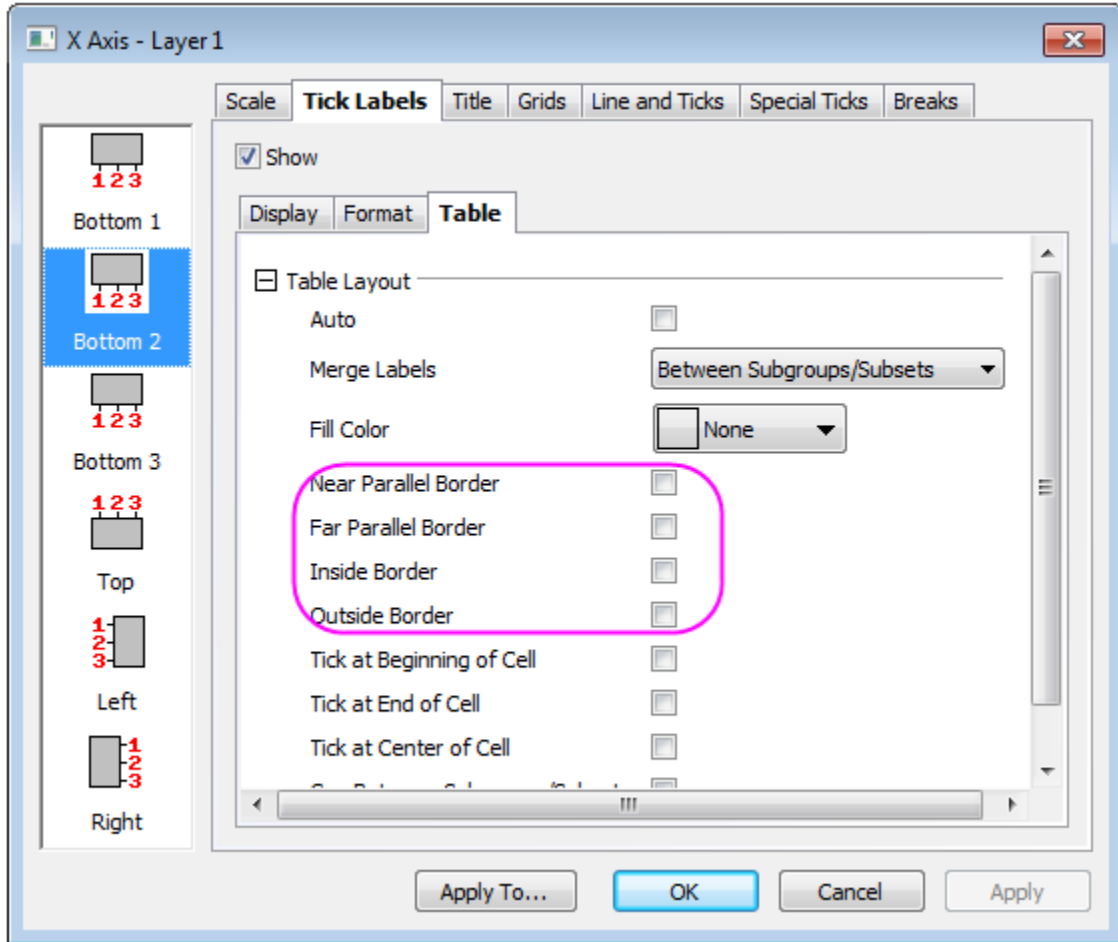 X Axis - Layer 1
Scale Tick Labels Title Grids Line and Ticks Special Ticks Breaks
Show
Display Format Table
Table Layout
Auto
Merge Labels Between Subgroups/Subsets
Fill Color None
Near Parallel Border
Far Parallel Border
Inside Border
Outside Border
Tick at Beginning of Cell
Tick at End of Cell
Tick at Center of Cell
123
Bottom 1
123
Bottom 2
123
Bottom 3
123
Top
1
2
3
Left
1
2
3
Right
Apply To... OK Cancel Apply